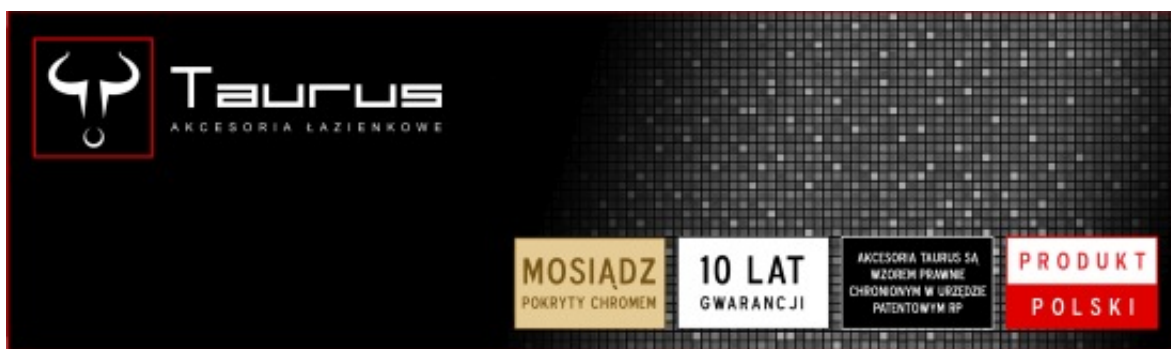 Taurus
AKCESORIA ŁAZIENKOWE
MOSIĄDZ
POKRYTY CHROMEM
10 LAT
GWARANCJI
AKCESORIA TAURUS SĄ
WZOREM PRAWNIE
CHRONIONYM W URZĘDZIE
PATENTOWYM RP
PRODUKT
POLSKI